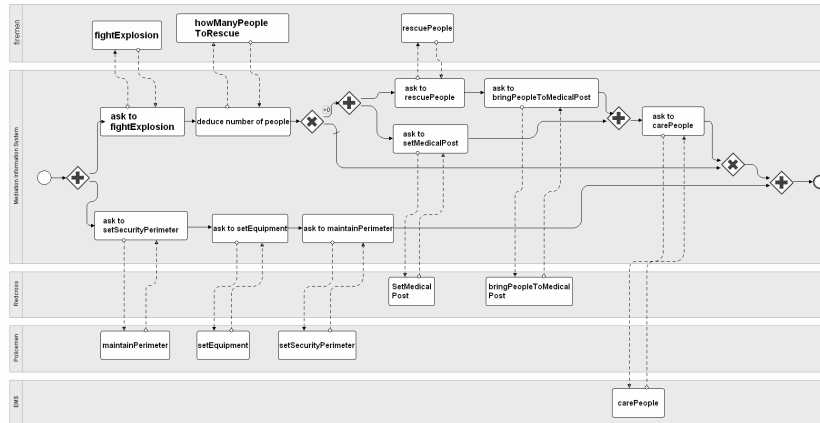 firemen
fightExplosion
howManyPeople
ToRescue
rescuePeople
Mediation Information System
ask to
fightExplosion
deduce number of people
>0
ask to
rescuePeople
ask to
bringPeopleToMedicalPost
ask to
setMedicalPost
ask to
carePeople
ask to
setSecurityPerimeter
ask to setEquipment
ask to maintainPerimeter
Redcross
SetMedical
Post
bringPeopleToMedical
Post
Policemen
maintainPerimeter
setEquipment
setSecurityPerimeter
EMS
carePeople